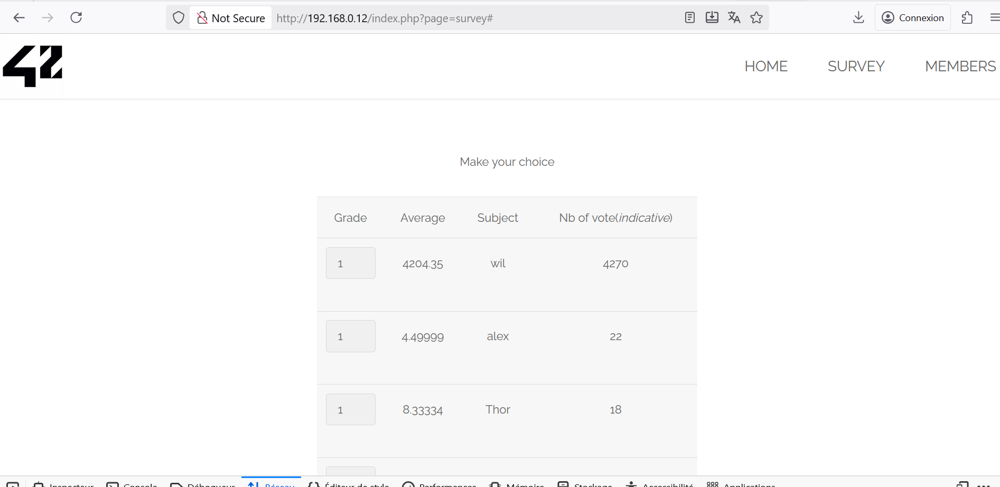 Not Secure http://192.168.0.12/index.php?page=survey# Connexion
42 HOME SURVEY MEMBERS
Make your choice
Grade Average Subject Nb of vote(indicative)
1 4204.35 wil 4270
1 4.49999 alex 22
1 8.33334 Thor 18
Inspecteur Console Débogueur Réseau Éditeur de style Performances Mémoire Stockage Accessibilité Applications